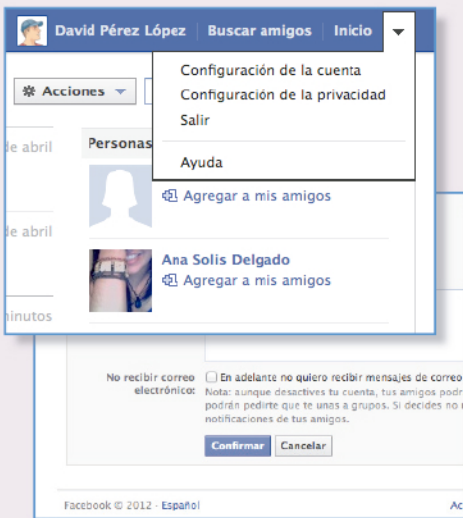 David Pérez López Buscar amigos Inicio
Acciones
Configuración de la cuenta
Configuración de la privacidad
Salir
Ayuda
de abril
Personas
Agregar a mis amigos
de abril
Ana Solis Delgado
Agregar a mis amigos
minutos
No recibir correo
electrónico:
En adelante no quiero recibir mensajes de correo
Nota: aunque desactives tu cuenta, tus amigos podr
podrán pedirte que te unas a grupos. Si decides no
notificaciones de tus amigos.
Confirmar Cancelar
Facebook © 2012 · Español
Ac